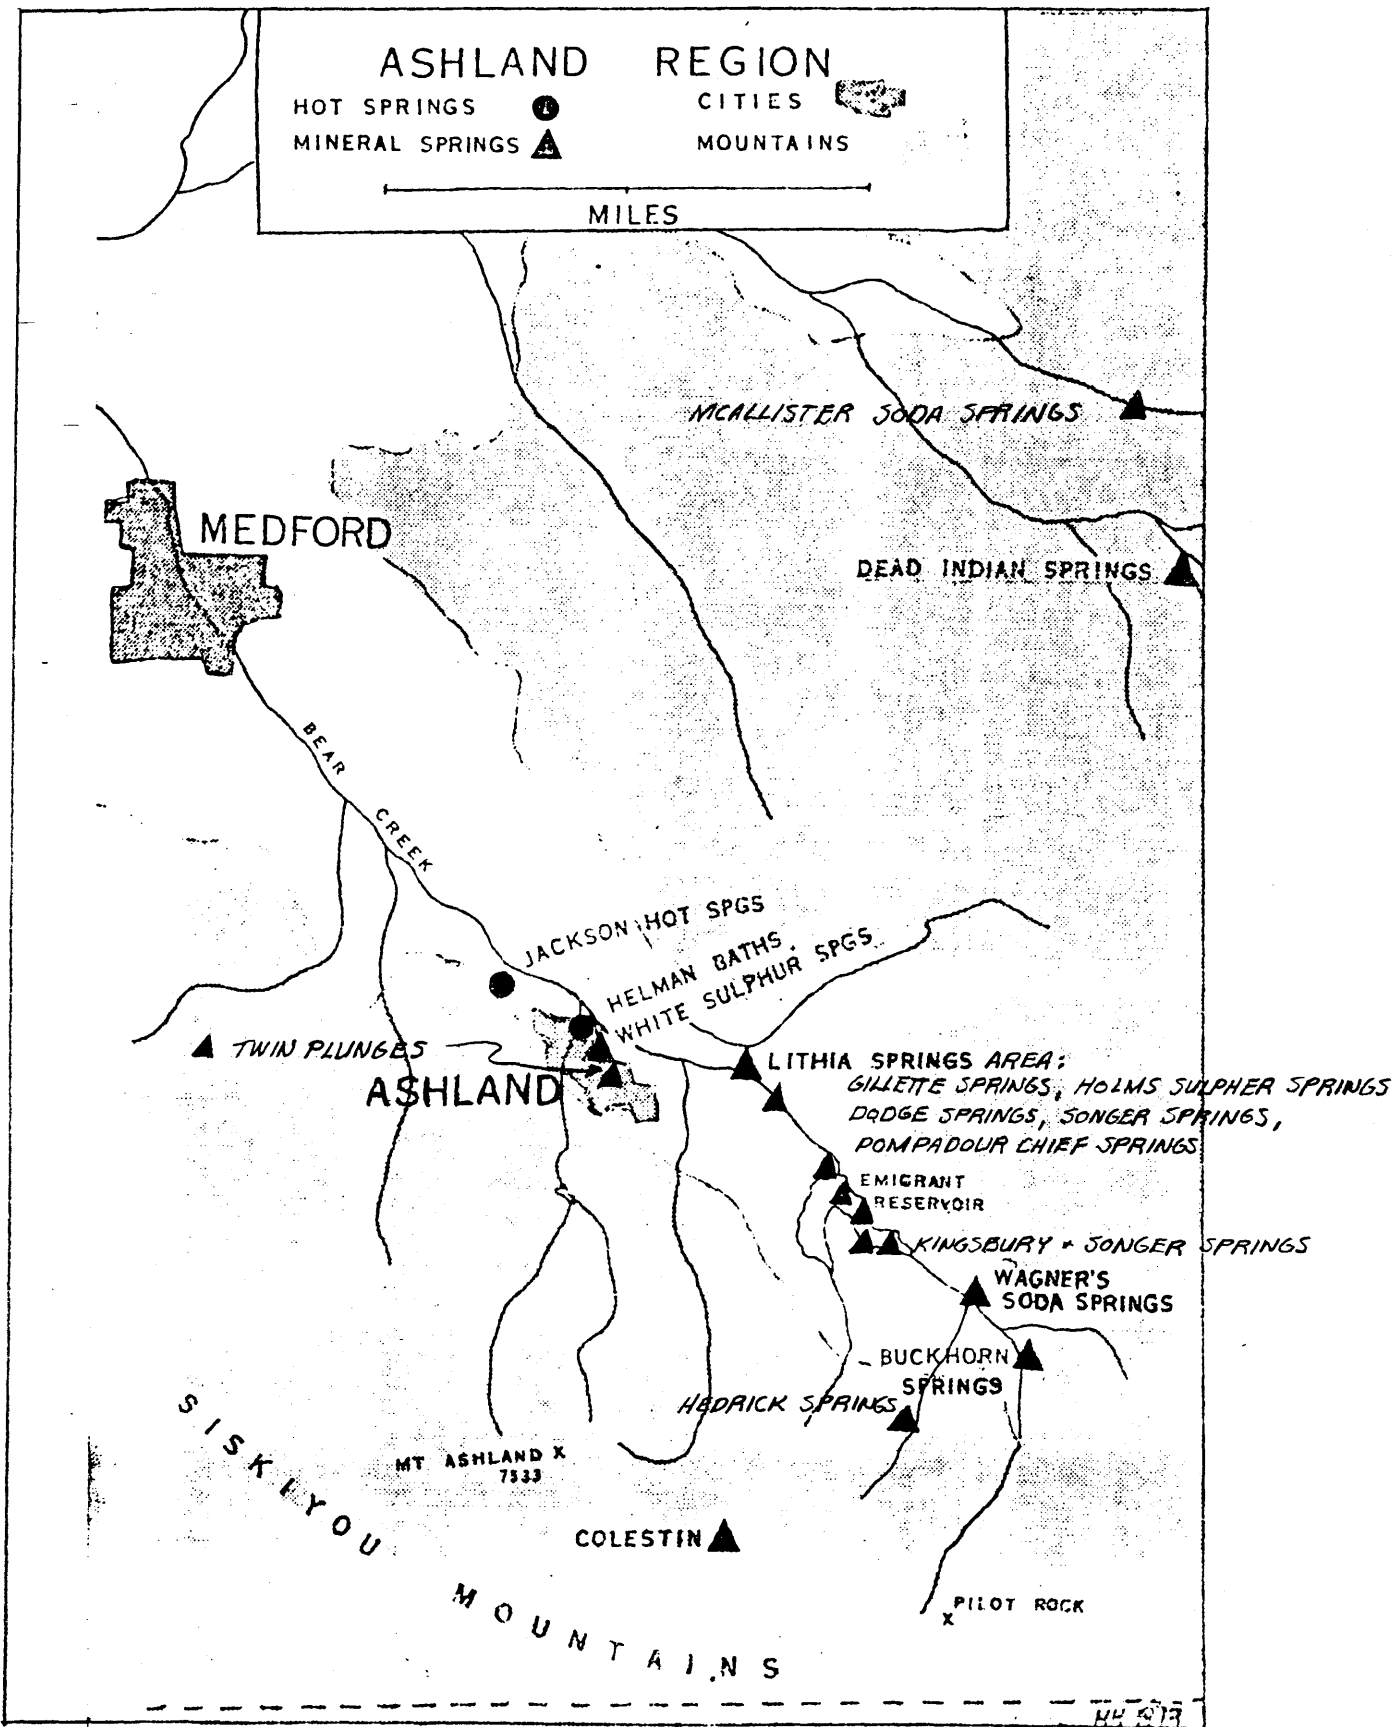 ASHLAND REGION
HOT SPRINGS
CITIES
MINERAL SPRINGS
MOUNTAINS
MILES
MCALLISTER SODA SPRINGS
MEDFORD
DEAD INDIAN SPRINGS
BEAR CREEK
JACKSON HOT SPGS
HELMAN BATHS
WHITE SULPHUR SPGS
TWIN PLUNGES
ASHLAND
LITHIA SPRINGS AREA:
GILLETTE SPRINGS, HOLMS SULPHER SPRINGS
DODGE SPRINGS, SONGER SPRINGS,
POMPADOUR CHIEF SPRINGS
EMIGRANT
RESERVOIR
KINGSBURY + SONGER SPRINGS
WAGNER'S
SODA SPRINGS
BUCKHORN
SPRINGS
HEDRICK SPRINGS
MT ASHLAND X
7533
COLESTIN
SISKIYOU MOUNTAINS
PILOT ROCK
X